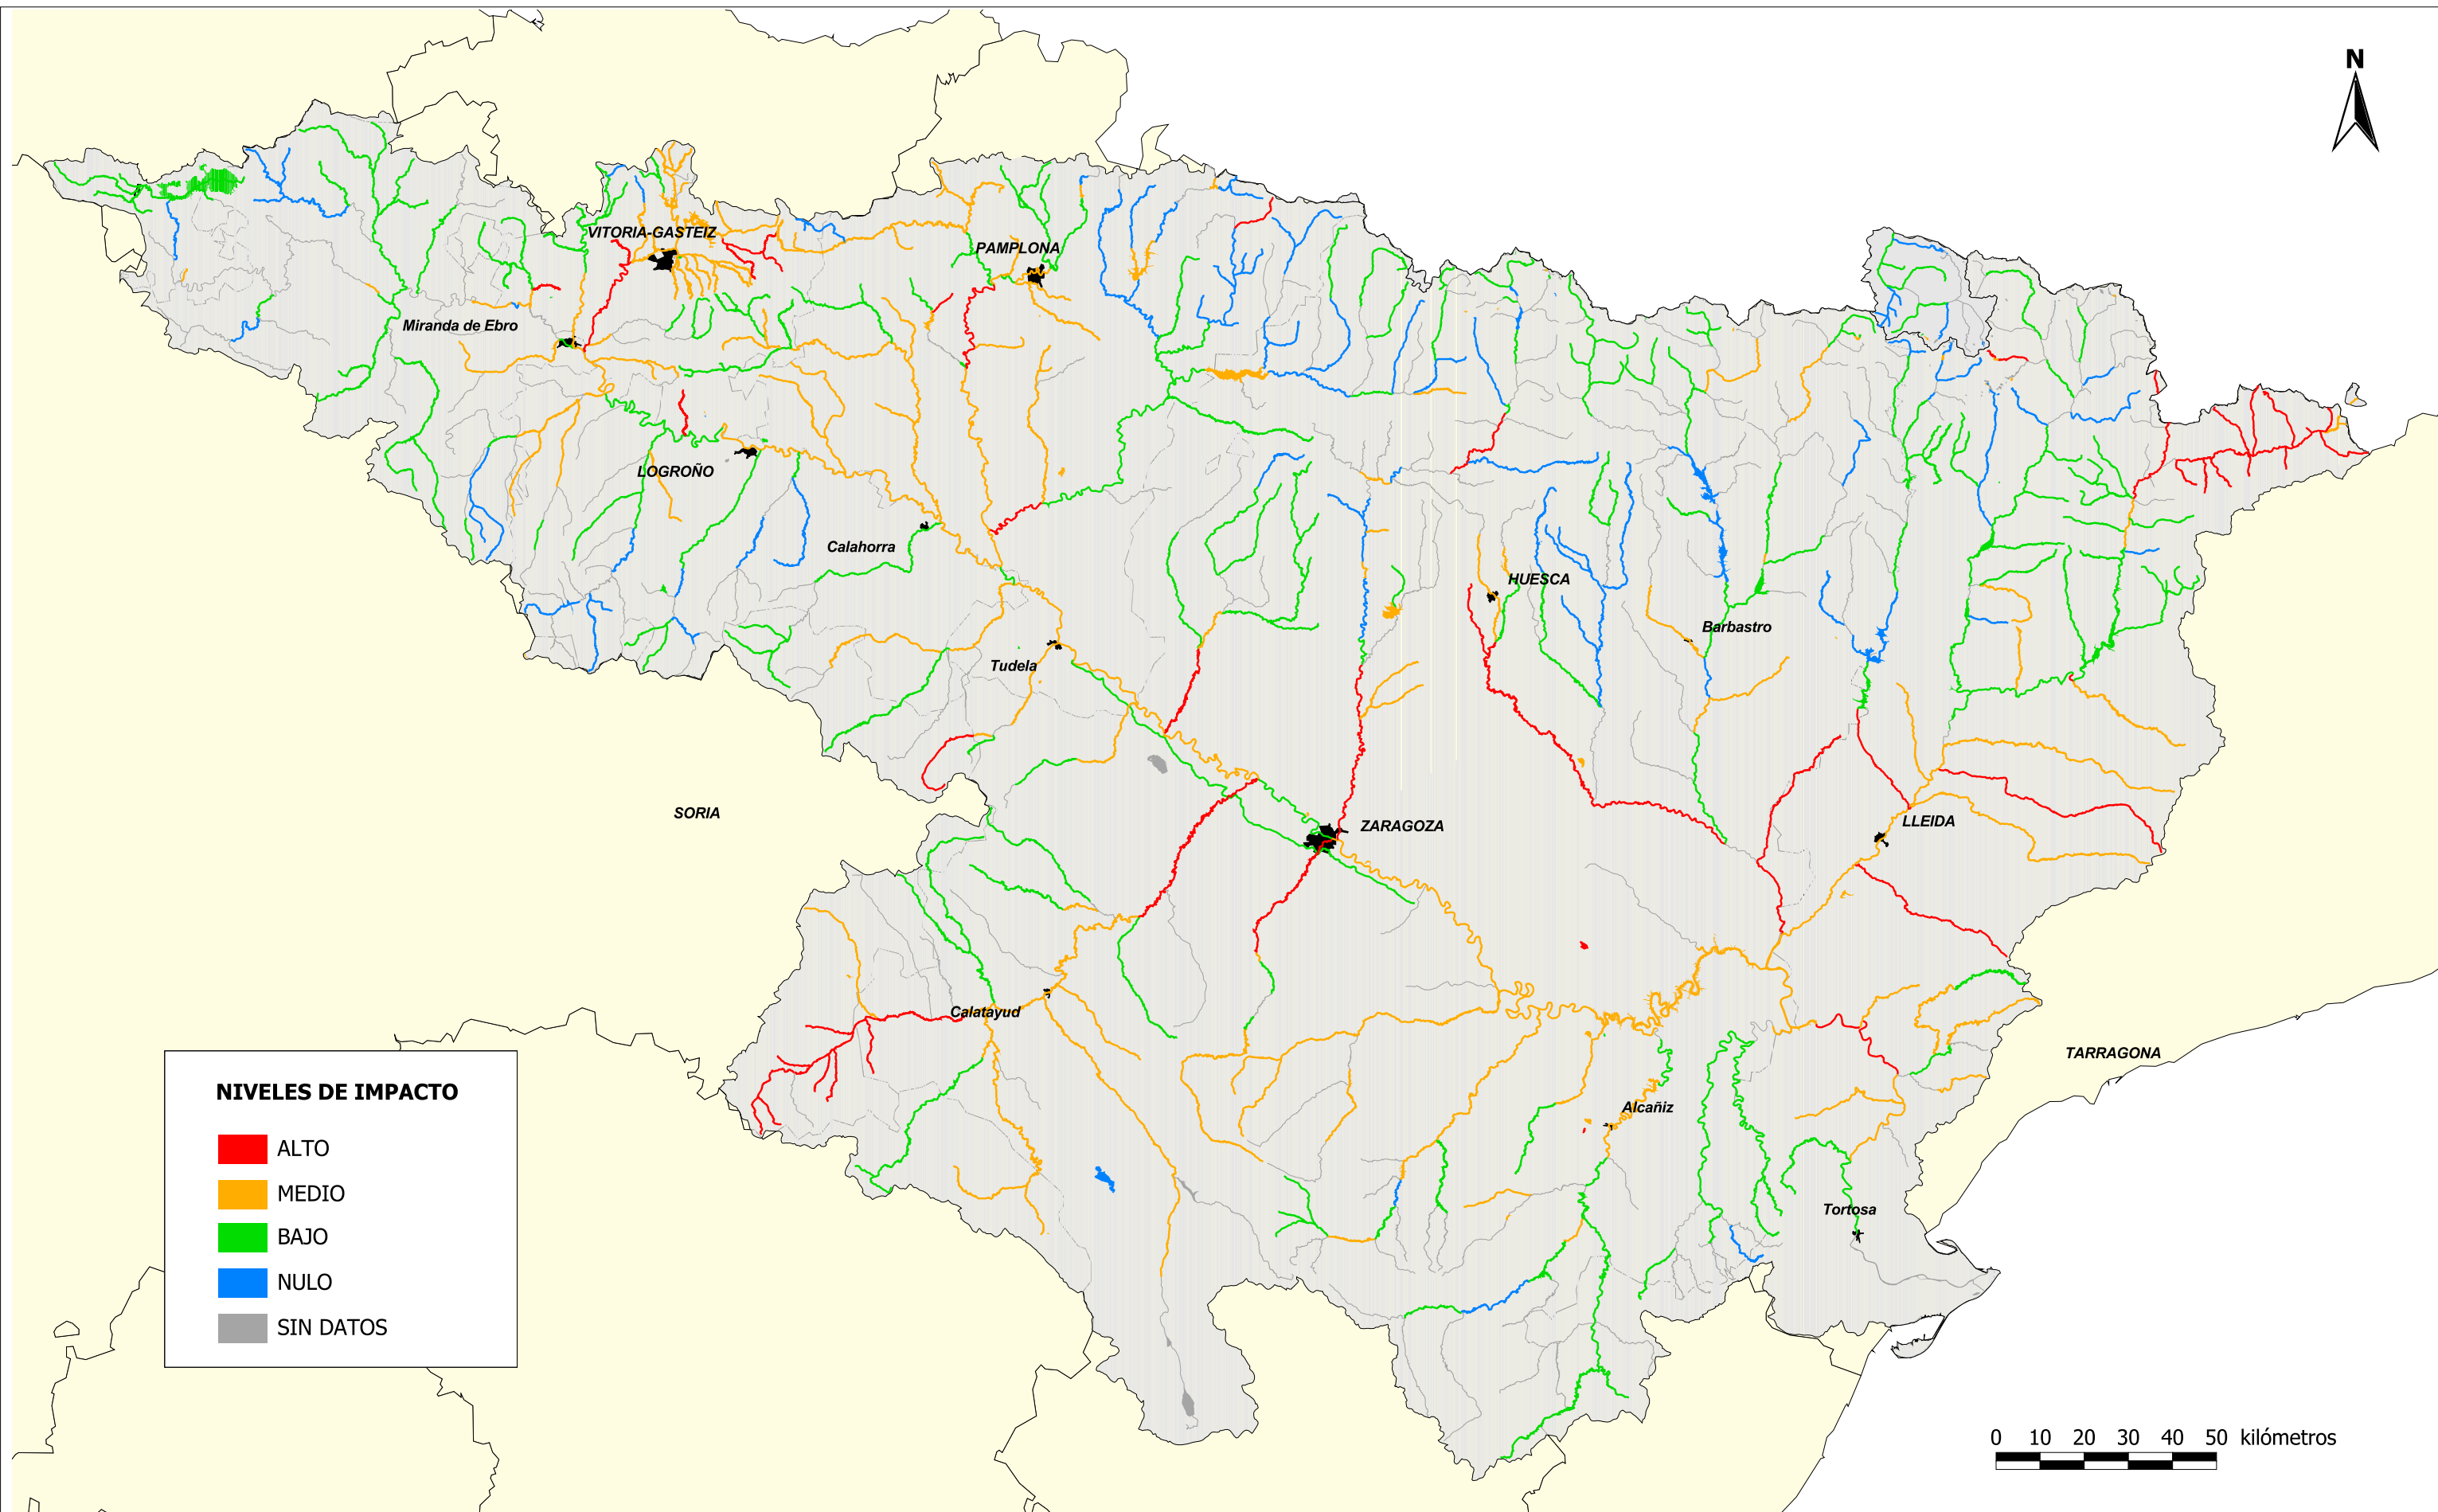 N
VITORIA-GASTEIZ
PAMPLONA
Miranda de Ebro
LOGROÑO
Calahorra
HUESCA
Barbastro
Tudela
SORIA
ZARAGOZA
LLEIDA
Calatayud
TARRAGONA
Alcañiz
Tortosa
NIVELES DE IMPACTO
ALTO
MEDIO
BAJO
NULO
SIN DATOS
0 10 20 30 40 50 kilómetros